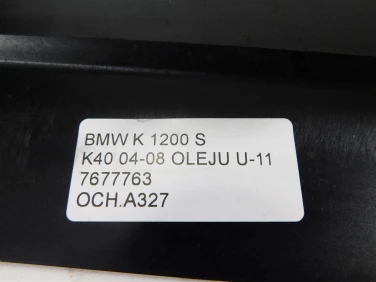 BMW K 1200 S
K40 04-08 OLEJU U-11
7677763
OCH.A327